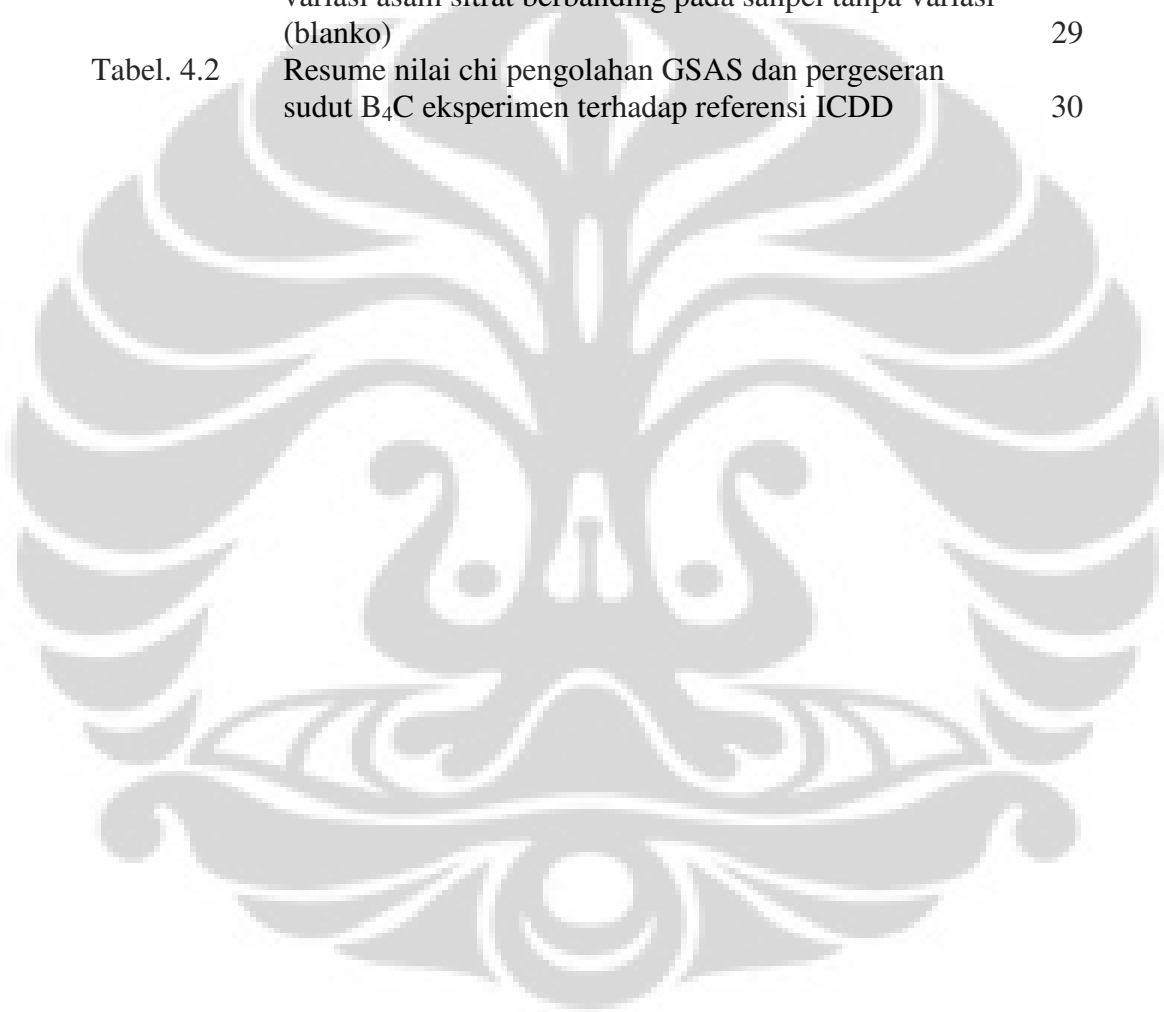 variasi asam sitrat berbanding pada sanpel tanpa variasi
(blanko) 29
Tabel. 4.2 Resume nilai chi pengolahan GSAS dan pergeseran
sudut B₄C eksperimen terhadap referensi ICDD 30